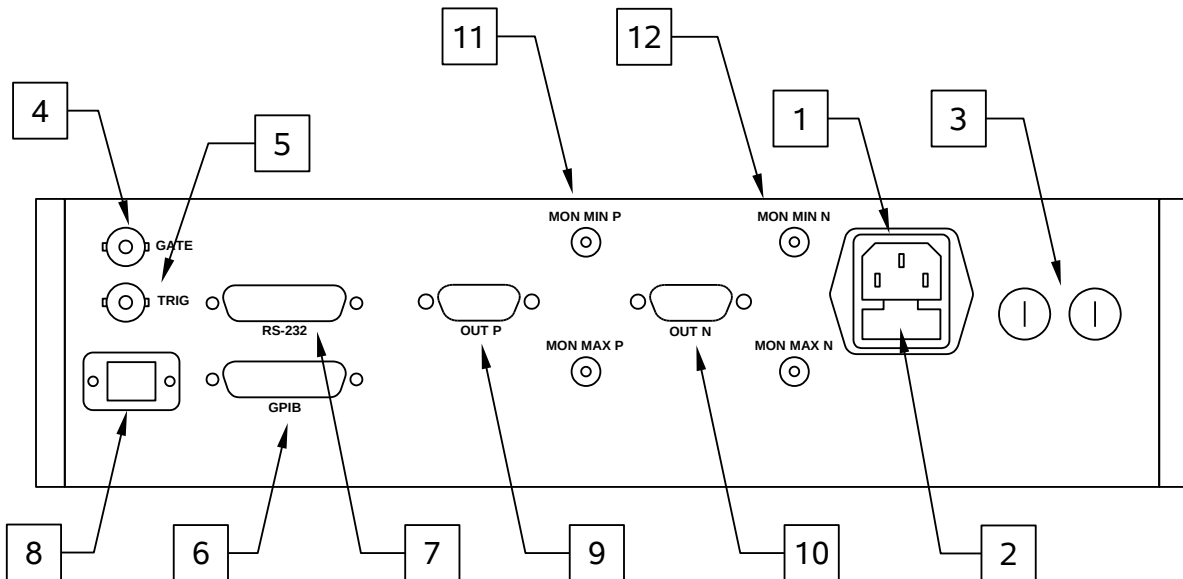 11
12
4
1
3
5
MON MIN P
MON MIN N
GATE
TRIG
RS-232
OUT P
OUT N
MON MAX P
MON MAX N
GPIB
8
6
7
9
10
2